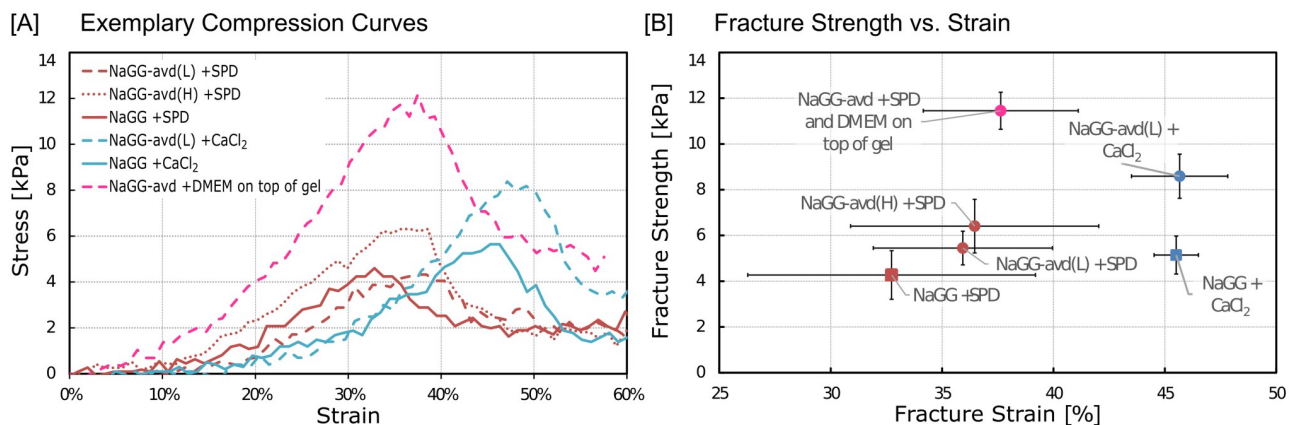 [A] Exemplary Compression Curves
14
12
10
8
6
4
2
0
Stress [kPa]
NaGG-avd(L) +SPD
NaGG-avd(H) +SPD
NaGG +SPD
NaGG-avd(L) +CaCl₂
NaGG +CaCl₂
NaGG-avd +DMEM on top of gel
0% 10% 20% 30% 40% 50% 60%
Strain
[B] Fracture Strength vs. Strain
14
12
10
8
6
4
2
0
Fracture Strength [kPa]
NaGG-avd +SPD
and DMEM on
top of gel
NaGG-avd(L) +
CaCl₂
NaGG-avd(H) +SPD
NaGG-avd(L) +SPD
NaGG +SPD
NaGG +
CaCl₂
25 30 35 40 45 50
Fracture Strain [%]